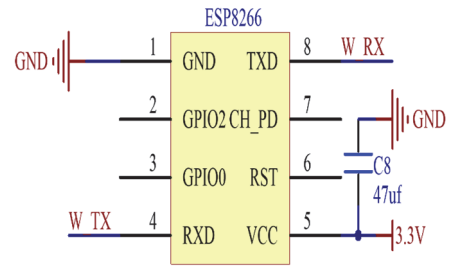 ESP8266
GND 1 GND TXD 8 W_RX
2 GPIO2 CH_PD 7 GND
3 GPIO0 RST 6 C8
47uf
W_TX 4 RXD VCC 5 3.3V